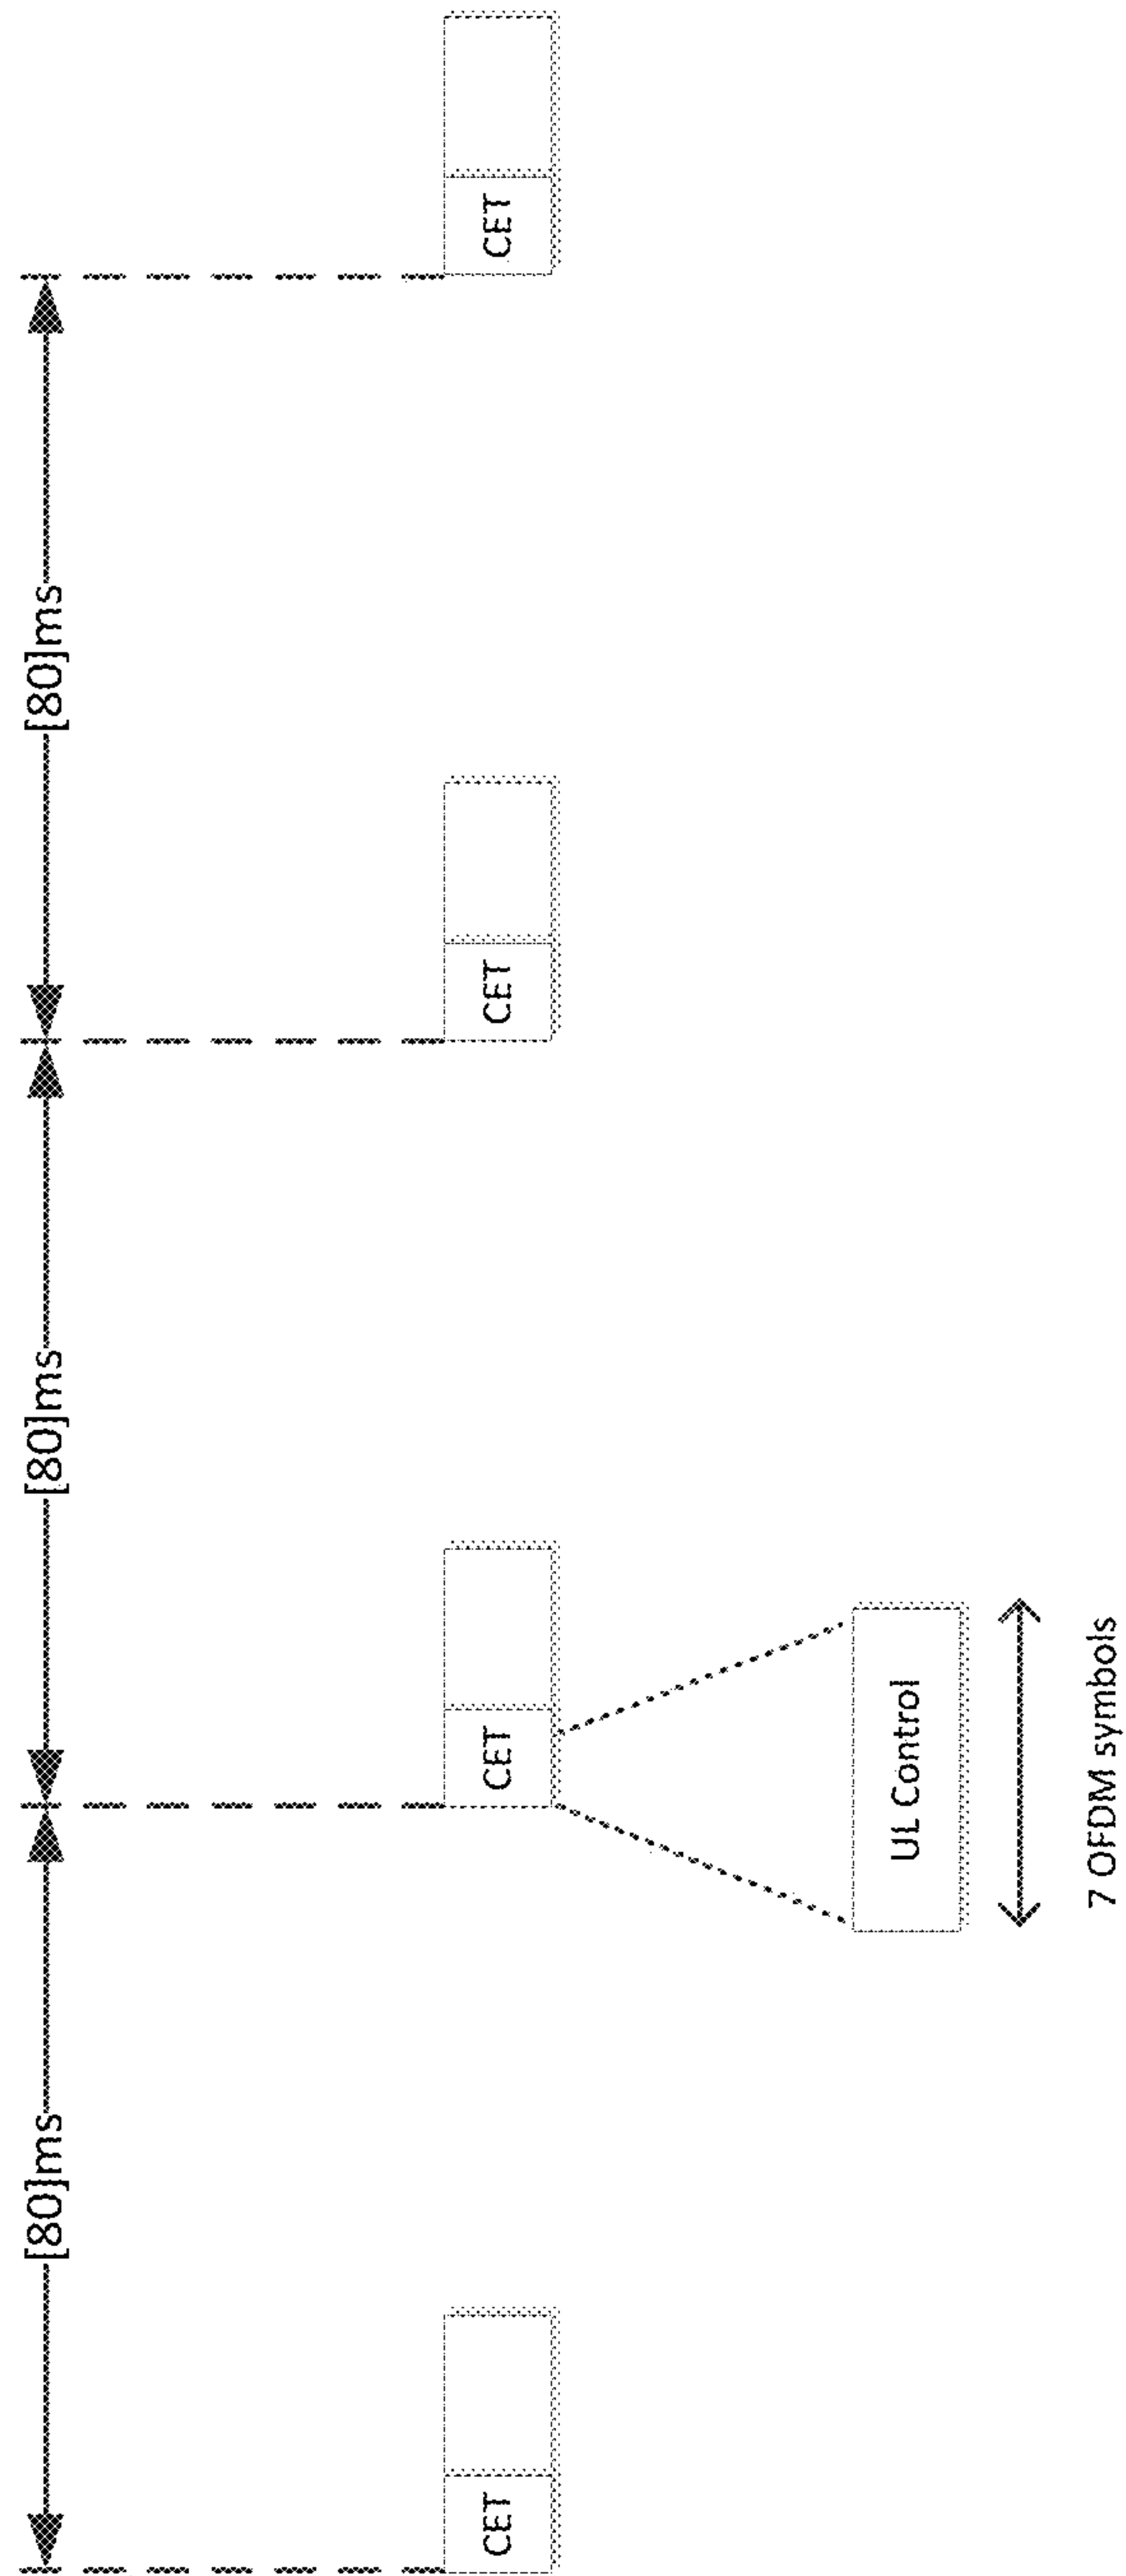 [80]ms
[80]ms
[80]ms
CET
CET
CET
CET
UL Control
7 OFDM symbols